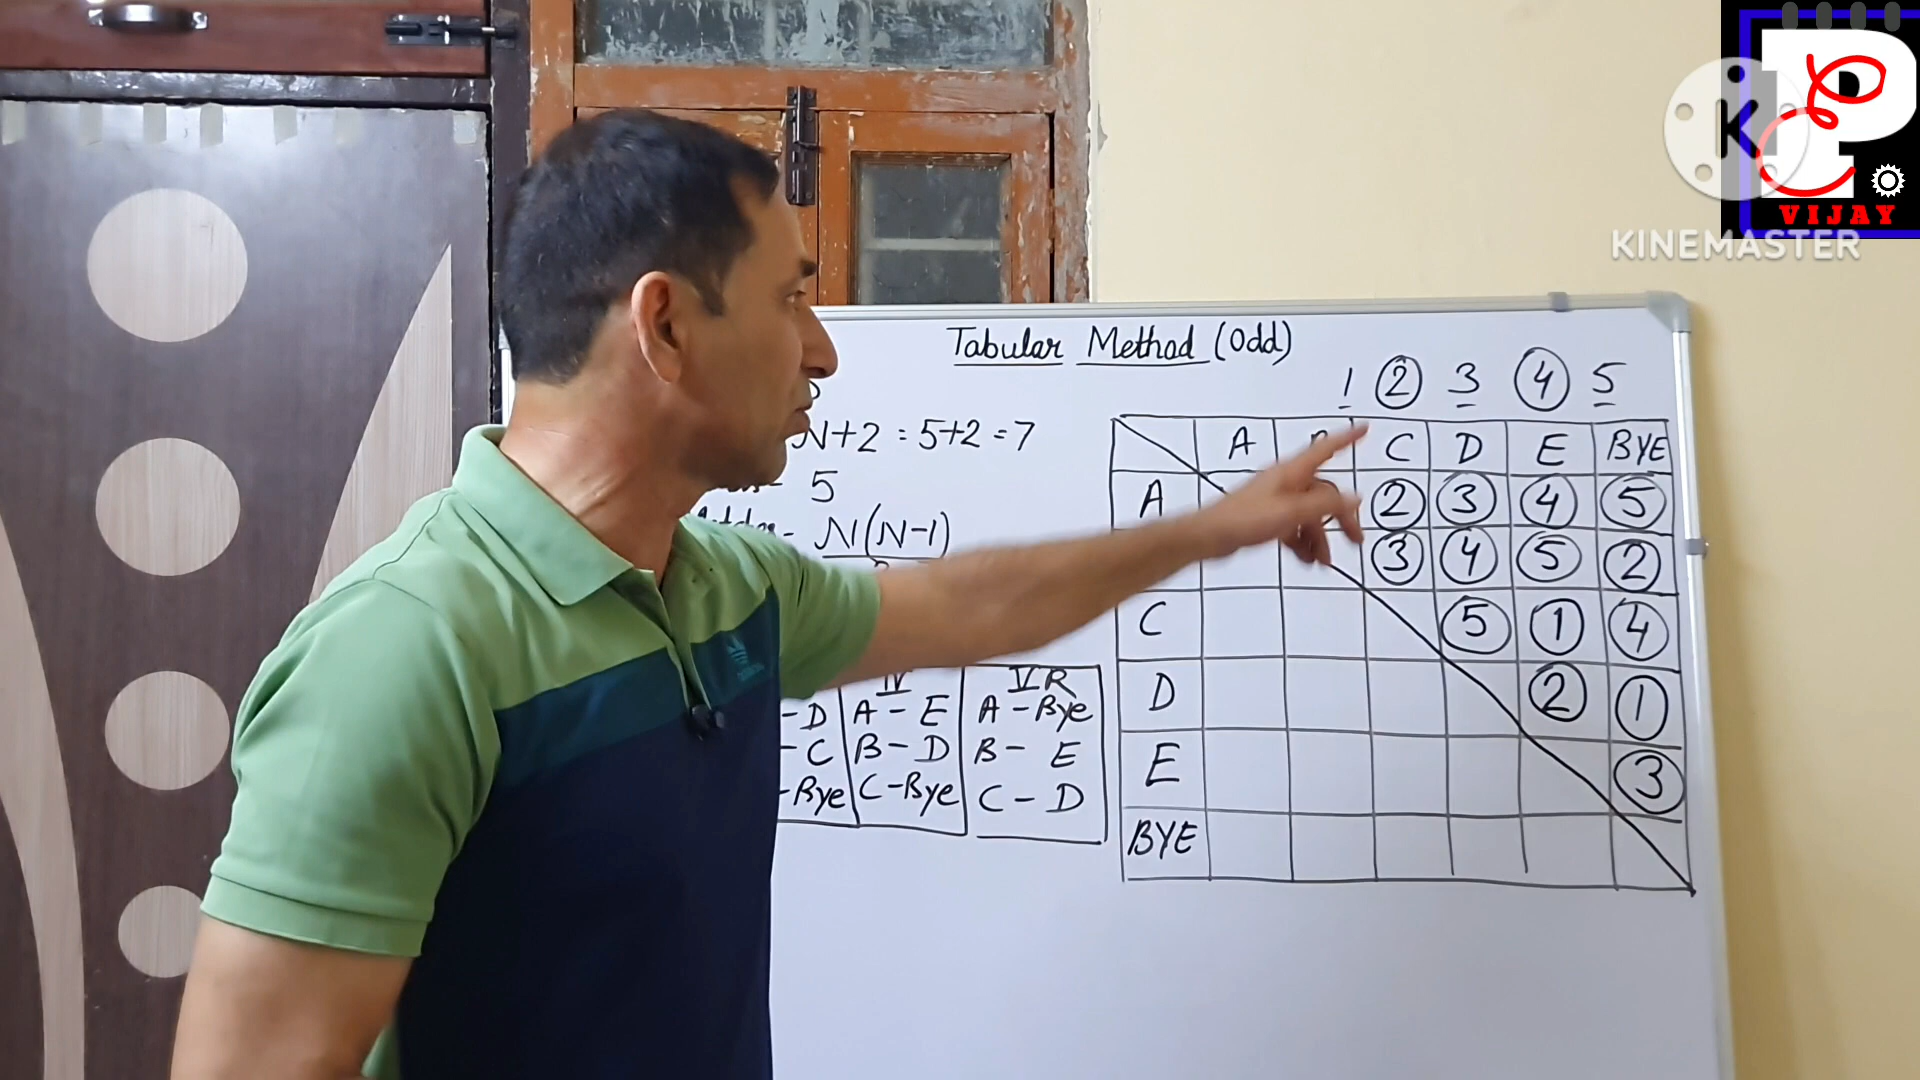 VIJAY
KINEMASTER
Tabular Method (Odd)
N+2 = 5+2 = 7
5
N(N-1)
1 ② 3 ④ 5
A C D E BYE
A ② ③ ④ ⑤
③ ④ ⑤ ②
C ⑤ ① ④
D ② ①
E ③
BYE
-D
-C
-Bye
IV
A - E
B - D
C - Bye
V R
A - Bye
B - E
C - D